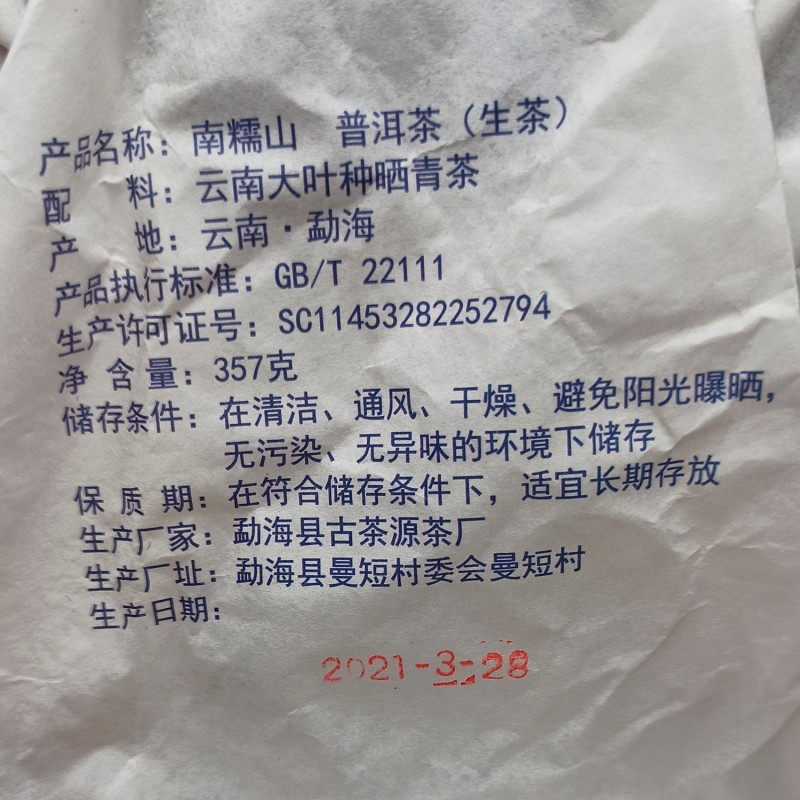 产品名称：南糯山 普洱茶（生茶）
配 料：云南大叶种晒青茶
产 地：云南·勐海
产品执行标准：GB/T 22111
生产许可证号：SC11453282252794
净 含 量：357克
储存条件：在清洁、通风、干燥、避免阳光曝晒，
无污染、无异味的环境下储存
保 质 期：在符合储存条件下，适宜长期存放
生产厂家：勐海县古茶源茶厂
生产厂址：勐海县曼短村委会曼短村
生产日期：
2021-3-28